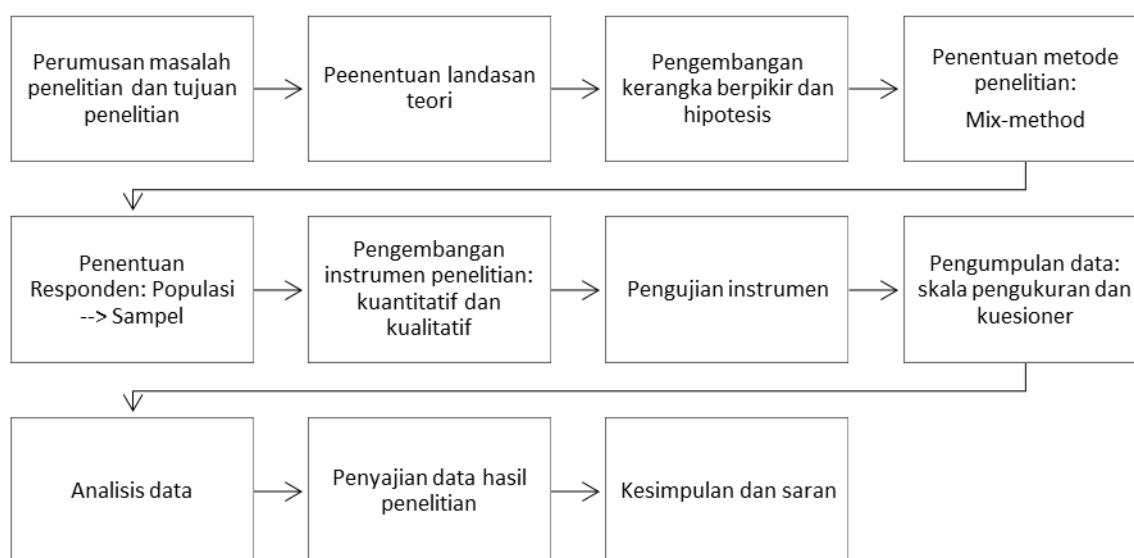 Perumusan masalah
penelitian dan tujuan
penelitian
Peenentuan landasan
teori
Pengembangan
kerangka berpikir dan
hipotesis
Penentuan metode
penelitian:
Mix-method
Penentuan
Responden: Populasi
--> Sampel
Pengembangan
instrumen penelitian:
kuantitatif dan
kualitatif
Pengujian instrumen
Pengumpulan data:
skala pengukuran dan
kuesioner
Analisis data
Penyajian data hasil
penelitian
Kesimpulan dan saran